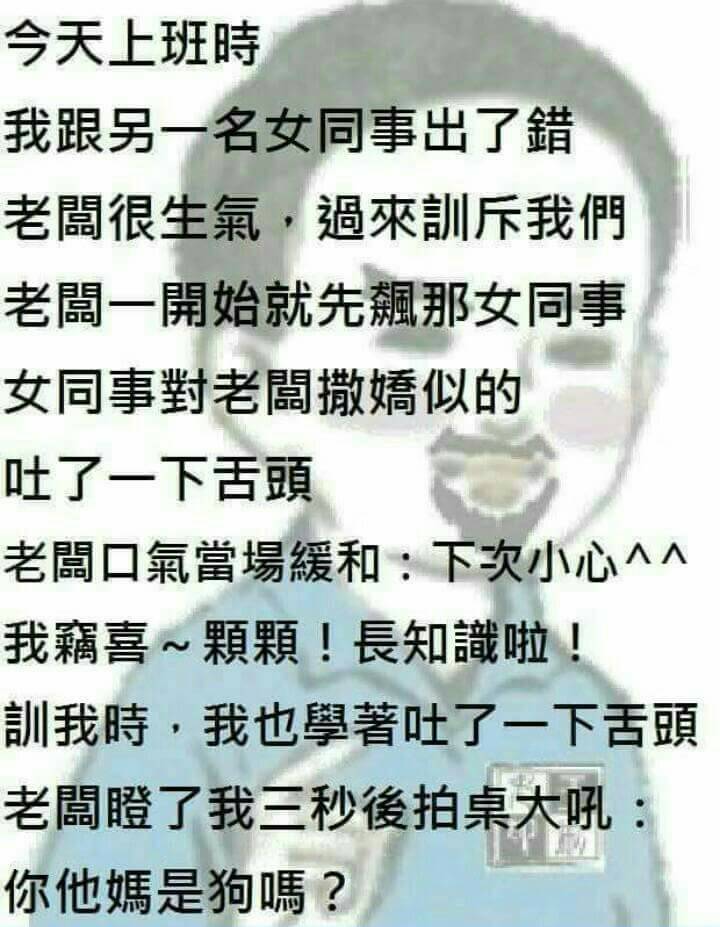 今天上班時
我跟另一名女同事出了錯
老闆很生氣，過來訓斥我們
老闆一開始就先飆那女同事
女同事對老闆撒嬌似的
吐了一下舌頭
老闆口氣當場緩和：下次小心^^
我竊喜~顆顆！長知識啦！
訓我時，我也學著吐了一下舌頭
老闆瞪了我三秒後拍桌大吼：
你他媽是狗嗎？